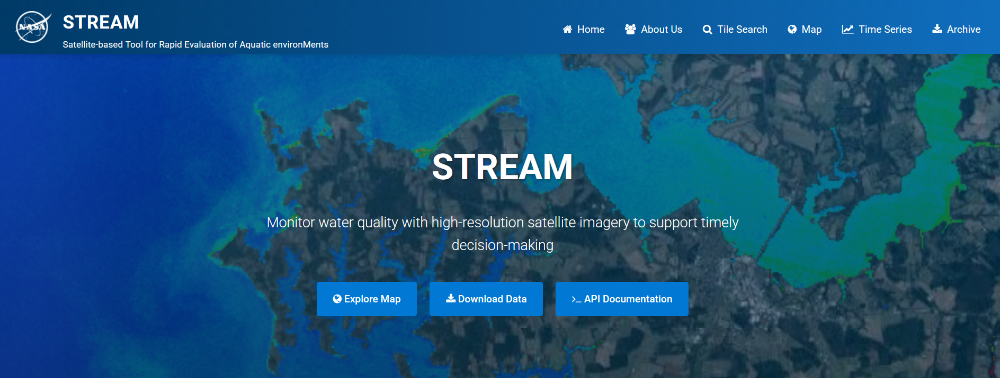 NASA
STREAM
Satellite-based Tool for Rapid Evaluation of Aquatic environMents
Home
About Us
Tile Search
Map
Time Series
Archive
STREAM
Monitor water quality with high-resolution satellite imagery to support timely
decision-making
Explore Map
Download Data
API Documentation